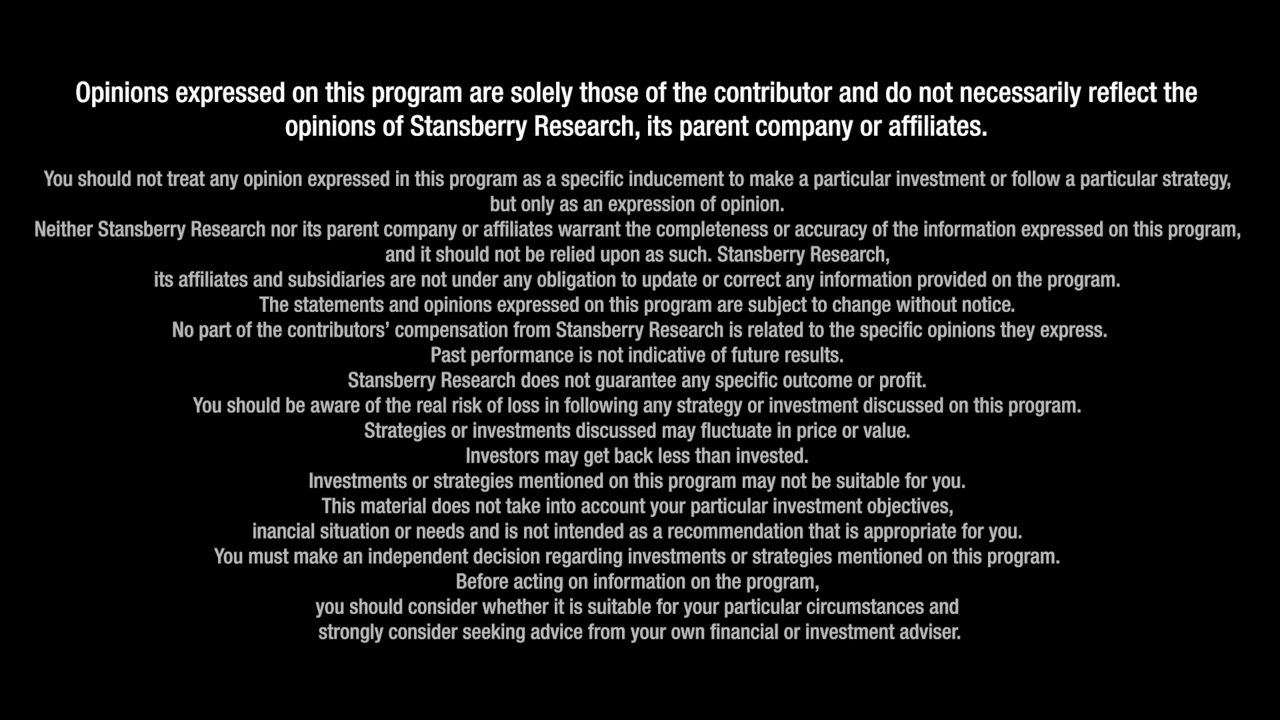 Opinions expressed on this program are solely those of the contributor and do not necessarily reflect the
opinions of Stansberry Research, its parent company or affiliates.
You should not treat any opinion expressed in this program as a specific inducement to make a particular investment or follow a particular strategy,
but only as an expression of opinion.
Neither Stansberry Research nor its parent company or affiliates warrant the completeness or accuracy of the information expressed on this program,
and it should not be relied upon as such. Stansberry Research,
its affiliates and subsidiaries are not under any obligation to update or correct any information provided on the program.
The statements and opinions expressed on this program are subject to change without notice.
No part of the contributors’ compensation from Stansberry Research is related to the specific opinions they express.
Past performance is not indicative of future results.
Stansberry Research does not guarantee any specific outcome or profit.
You should be aware of the real risk of loss in following any strategy or investment discussed on this program.
Strategies or investments discussed may fluctuate in price or value.
Investors may get back less than invested.
Investments or strategies mentioned on this program may not be suitable for you.
This material does not take into account your particular investment objectives,
inancial situation or needs and is not intended as a recommendation that is appropriate for you.
You must make an independent decision regarding investments or strategies mentioned on this program.
Before acting on information on the program,
you should consider whether it is suitable for your particular circumstances and
strongly consider seeking advice from your own financial or investment adviser.